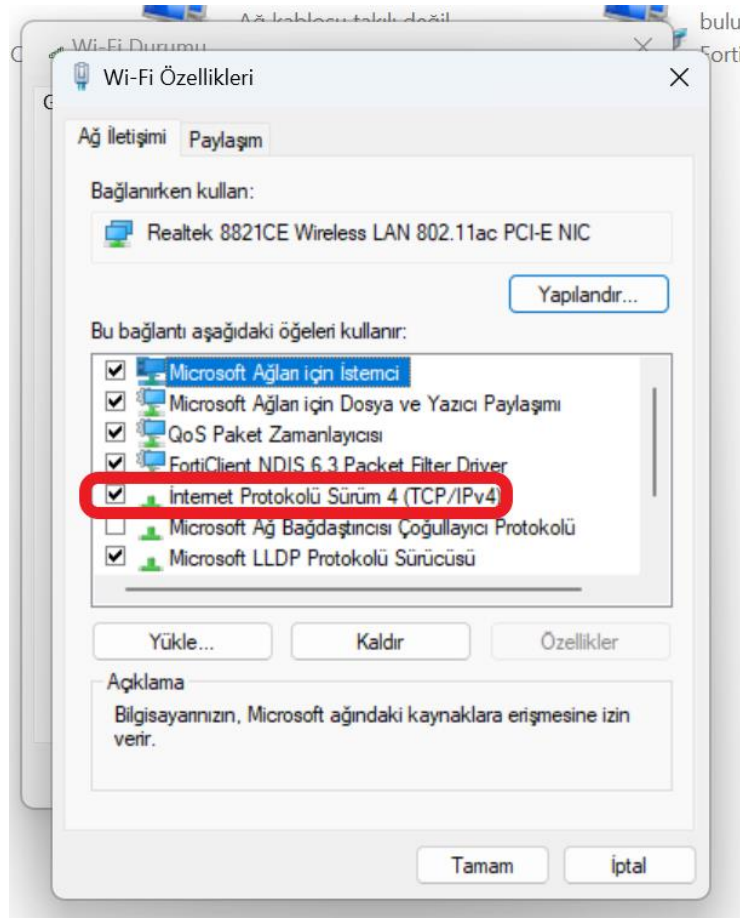 Ağ kablosu takılı değil
bulu
Wi-Fi Durumu
Forti
Wi-Fi Özellikleri
Ağ İletişimi
Paylaşım
Bağlanırken kullan:
Realtek 8821CE Wireless LAN 802.11ac PCI-E NIC
Yapılandır...
Bu bağlantı aşağıdaki öğeleri kullanır:
Microsoft Ağları için İstemci
Microsoft Ağları için Dosya ve Yazıcı Paylaşımı
QoS Paket Zamanlayıcısı
FortiClient NDIS 6.3 Packet Filter Driver
İnternet Protokolü Sürüm 4 (TCP/IPv4)
Microsoft Ağ Bağdaştırıcısı Çoğullayıcı Protokolü
Microsoft LLDP Protokolü Sürücüsü
Yükle...
Kaldır
Özellikler
Açıklama
Bilgisayarınızın, Microsoft ağındaki kaynaklara erişmesine izin
verir.
Tamam
İptal